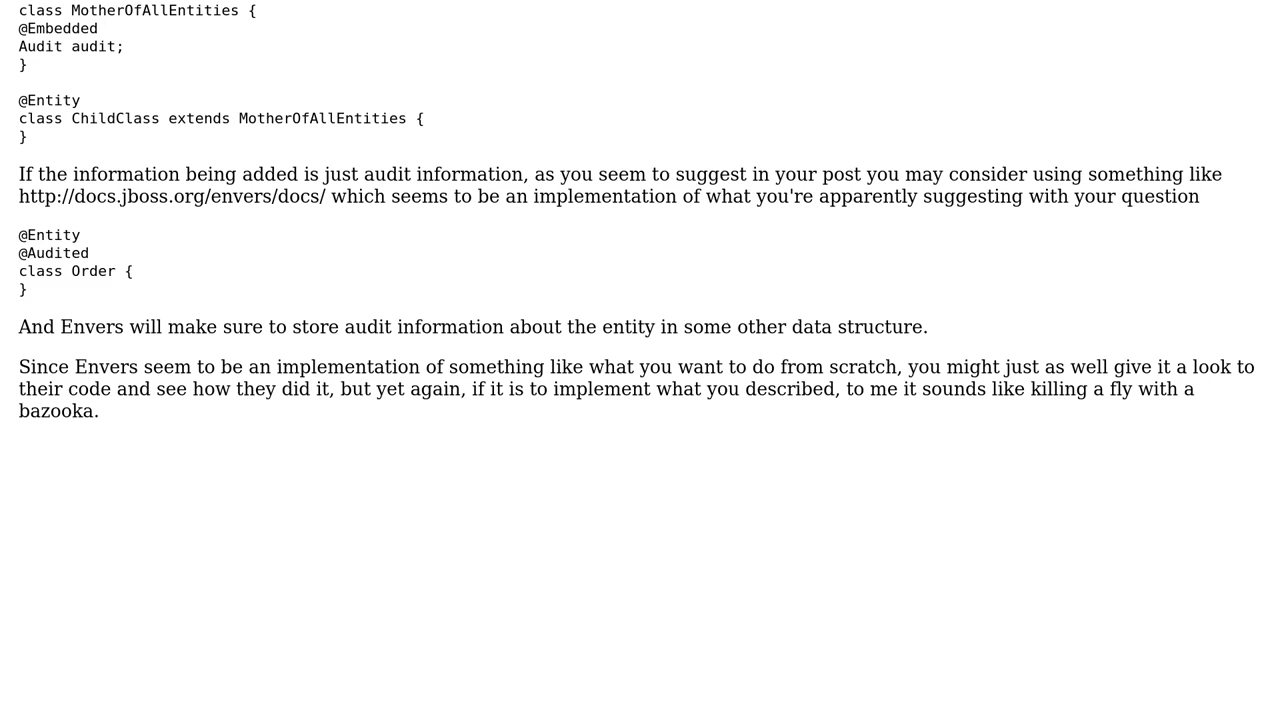 class MotherOfAllEntities {
@Embedded
Audit audit;
}
@Entity
class ChildClass extends MotherOfAllEntities {
}
If the information being added is just audit information, as you seem to suggest in your post you may consider using something like
http://docs.jboss.org/envers/docs/ which seems to be an implementation of what you're apparently suggesting with your question
@Entity
@Audited
class Order {
}
And Envers will make sure to store audit information about the entity in some other data structure.
Since Envers seem to be an implementation of something like what you want to do from scratch, you might just as well give it a look to
their code and see how they did it, but yet again, if it is to implement what you described, to me it sounds like killing a fly with a
bazooka.